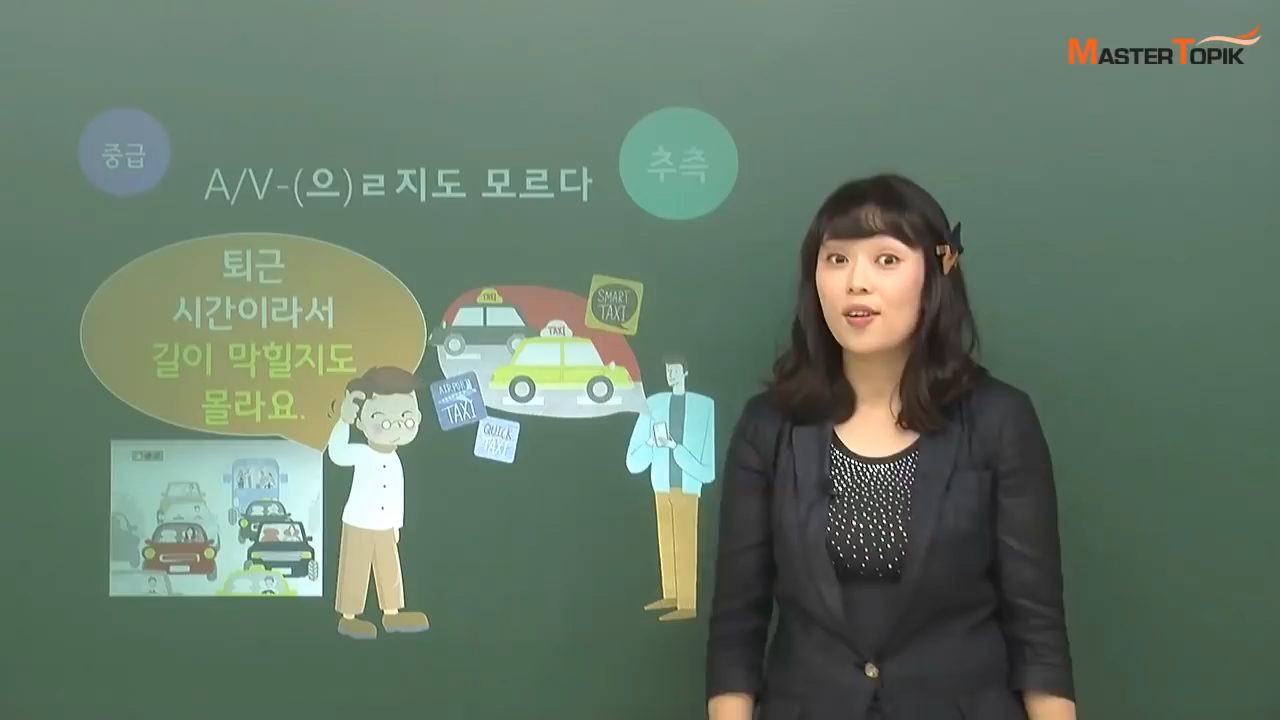 MASTER TOPIK
중급
A/V-(으)ㄹ지도 모르다
추측
퇴근
시간이라서
길이 막힐지도
몰라요.
TAXI
TAXI
SMART
TAXI
TAXI
QUICK
TAXI